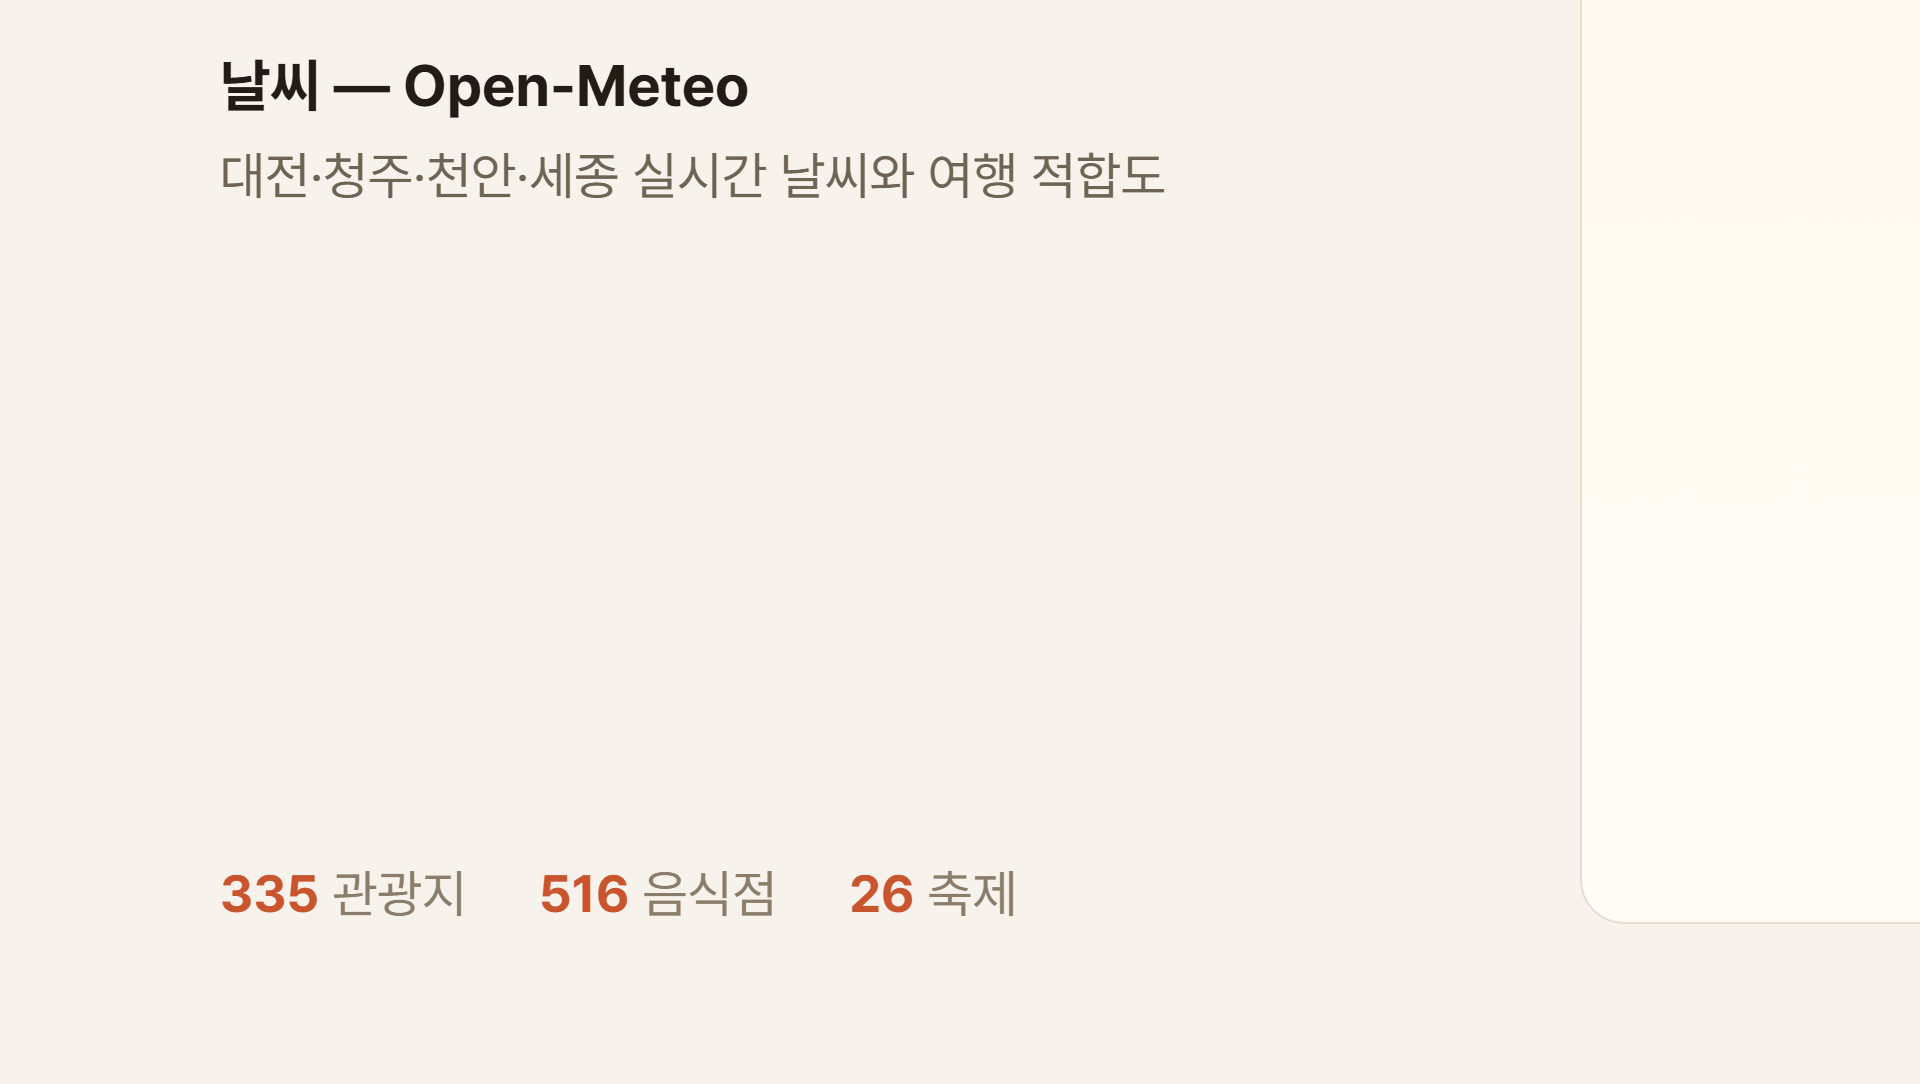 날씨 — Open-Meteo
대전·청주·천안·세종 실시간 날씨와 여행 적합도
335 관광지 516 음식점 26 축제